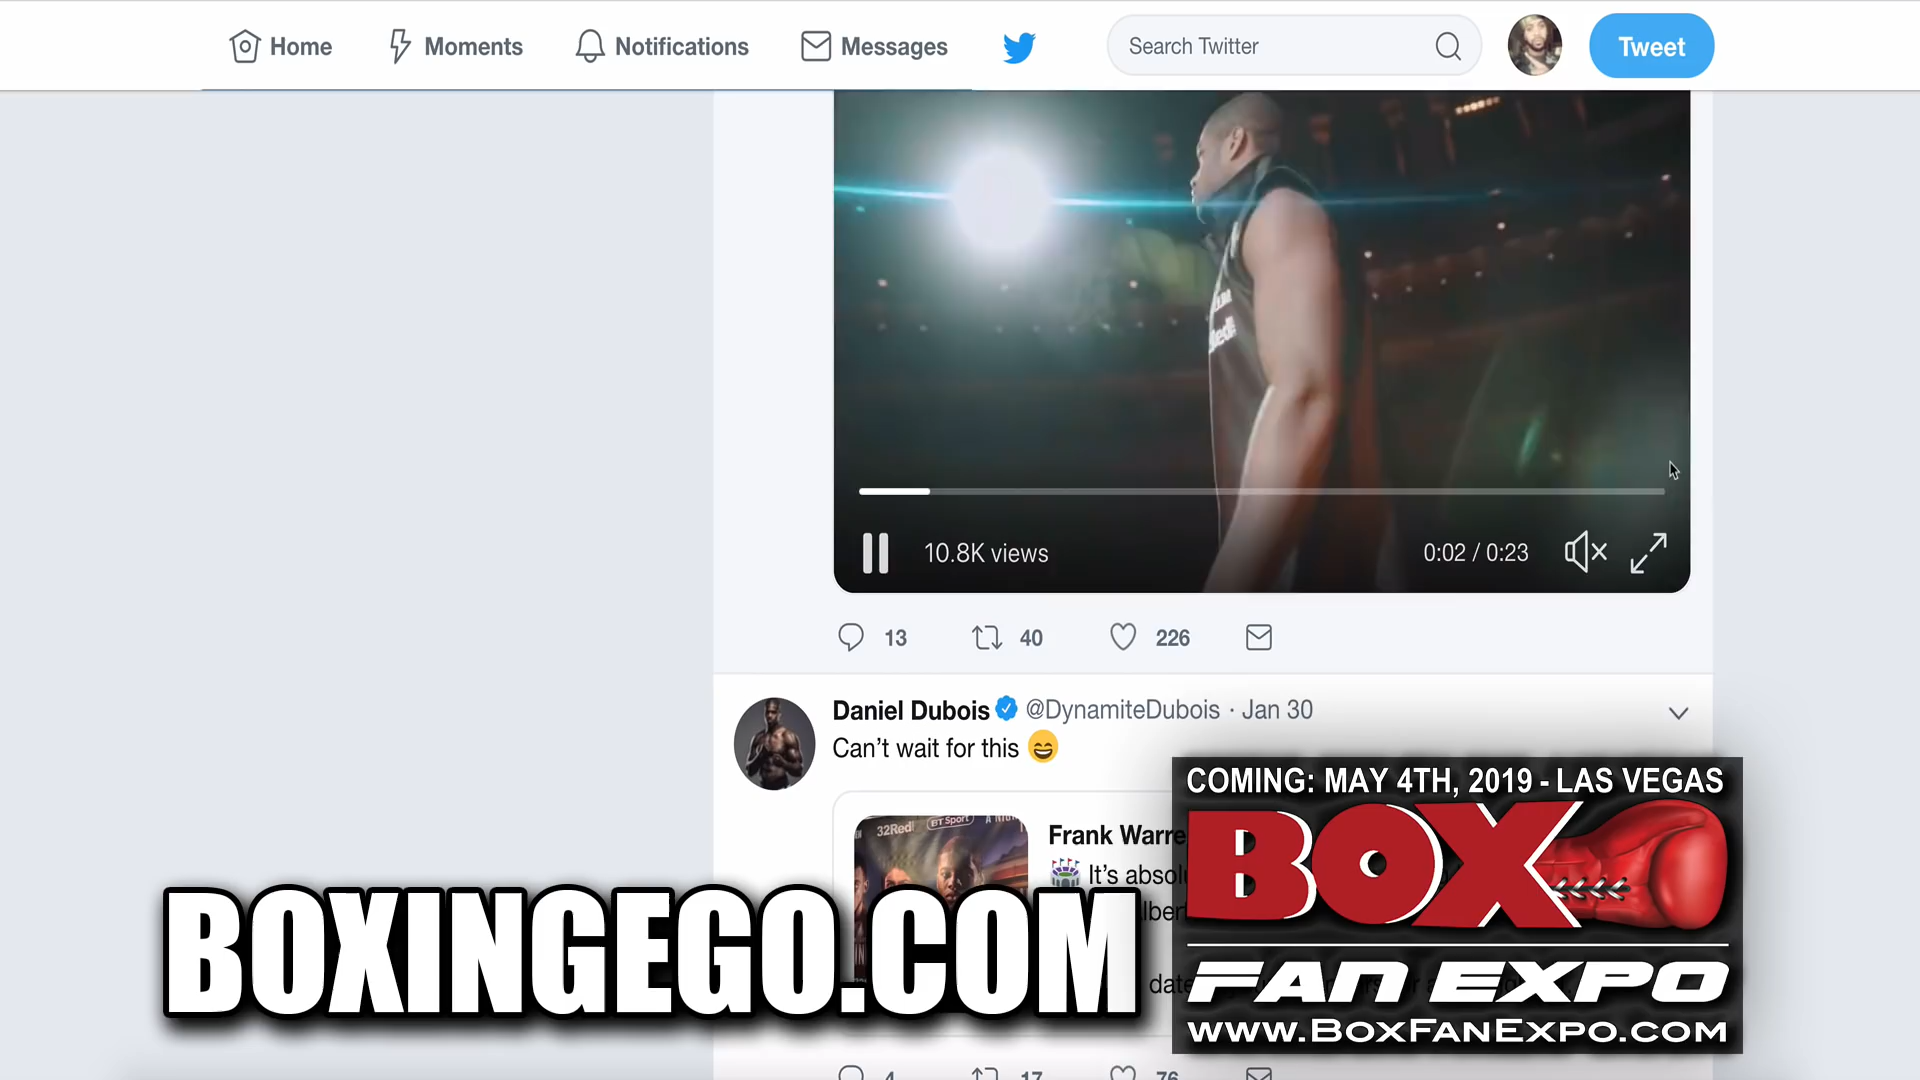 Home
Moments
Notifications
Messages
Search Twitter
Tweet
10.8K views
0:02 / 0:23
13
40
226
Daniel Dubois @DynamiteDubois · Jan 30
Can't wait for this 😄
32Red!
BT Sport
Frank Warre
It's absolu
lber
date
4
17
76
BOXINGEGO.COM
COMING: MAY 4TH, 2019 - LAS VEGAS
BOX
FAN EXPO
WWW.BOXFANEXPO.COM